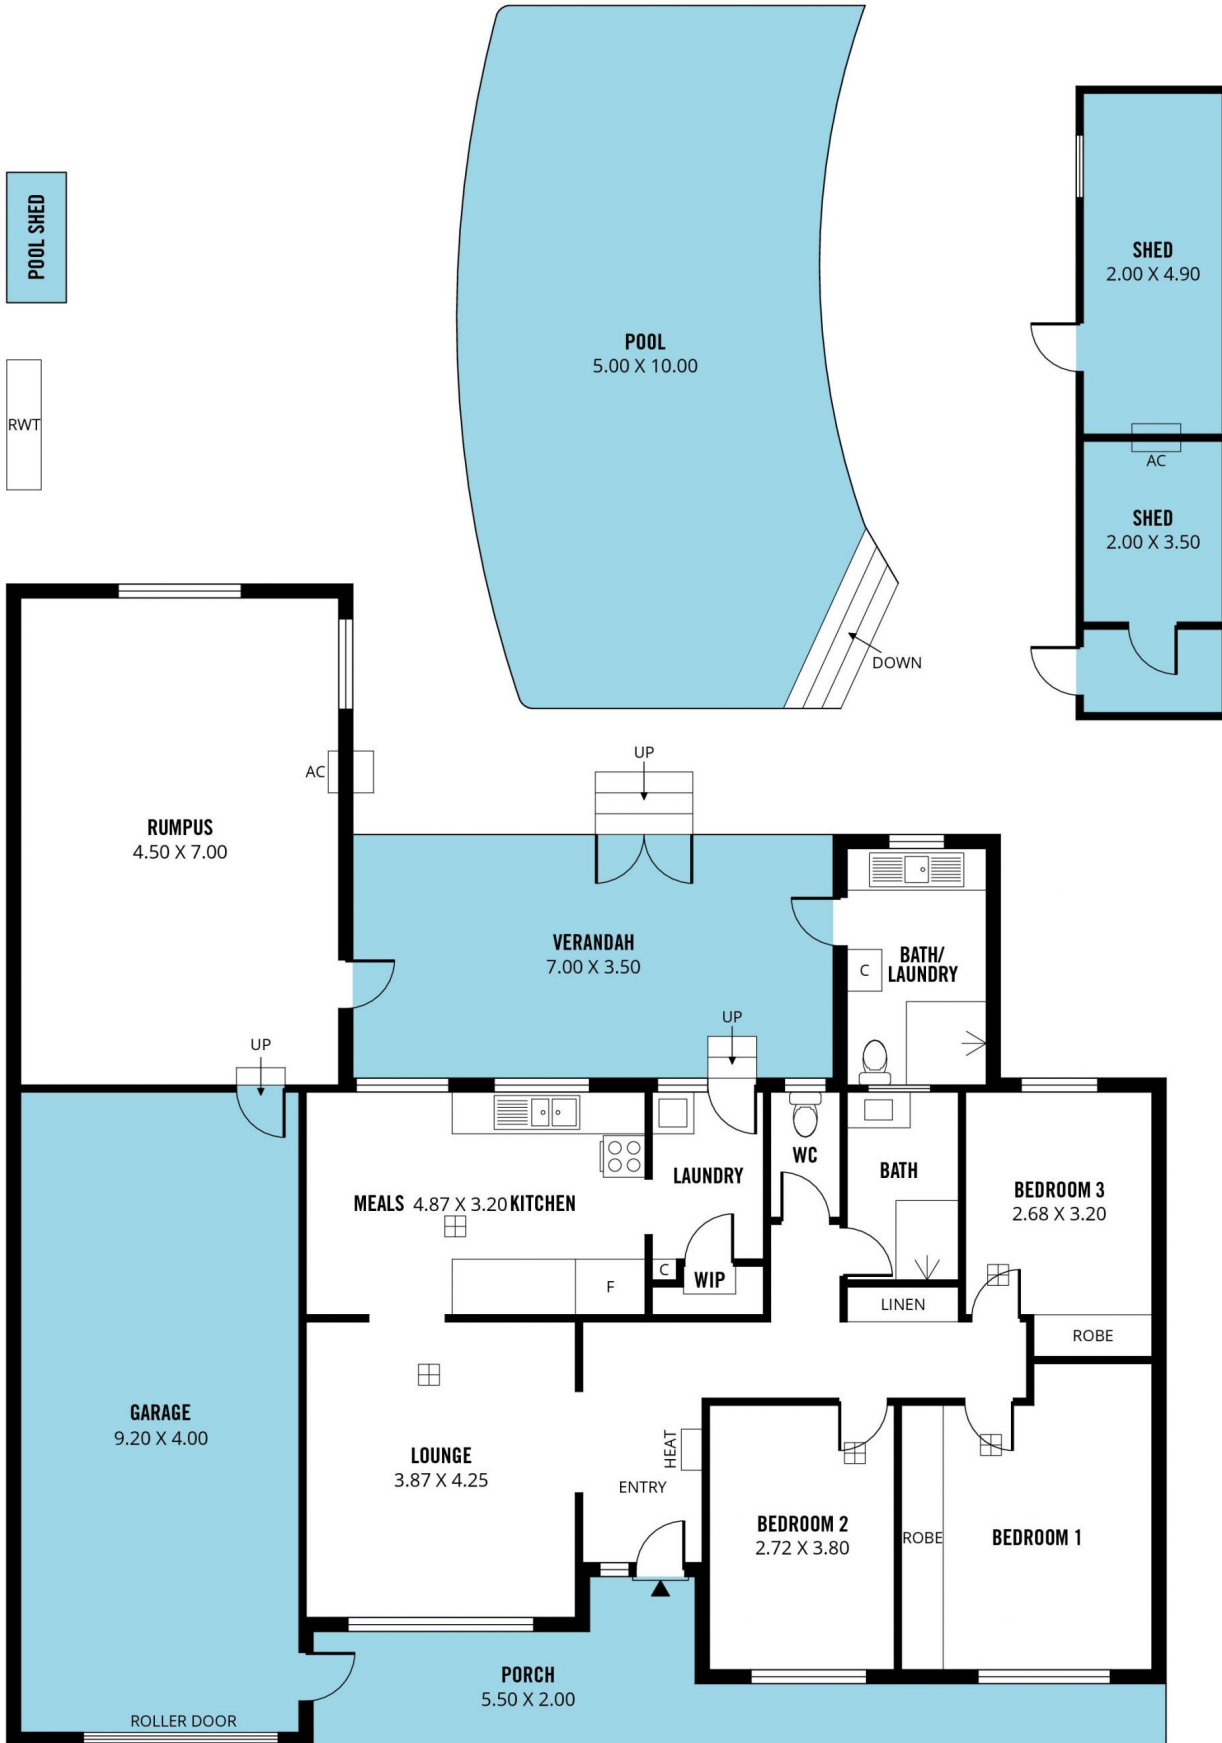 POOL SHED
RWT
POOL
5.00 X 10.00
DOWN
SHED
2.00 X 4.90
AC
SHED
2.00 X 3.50
RUMPUS
4.50 X 7.00
AC
UP
UP
VERANDAH
7.00 X 3.50
UP
BATH/
LAUNDRY
C
MEALS 4.87 X 3.20 KITCHEN
F
LAUNDRY
C
WIP
WC
BATH
LINEN
BEDROOM 3
2.68 X 3.20
ROBE
GARAGE
9.20 X 4.00
ROLLER DOOR
LOUNGE
3.87 X 4.25
HEAT
ENTRY
BEDROOM 2
2.72 X 3.80
ROBE
BEDROOM 1
PORCH
5.50 X 2.00